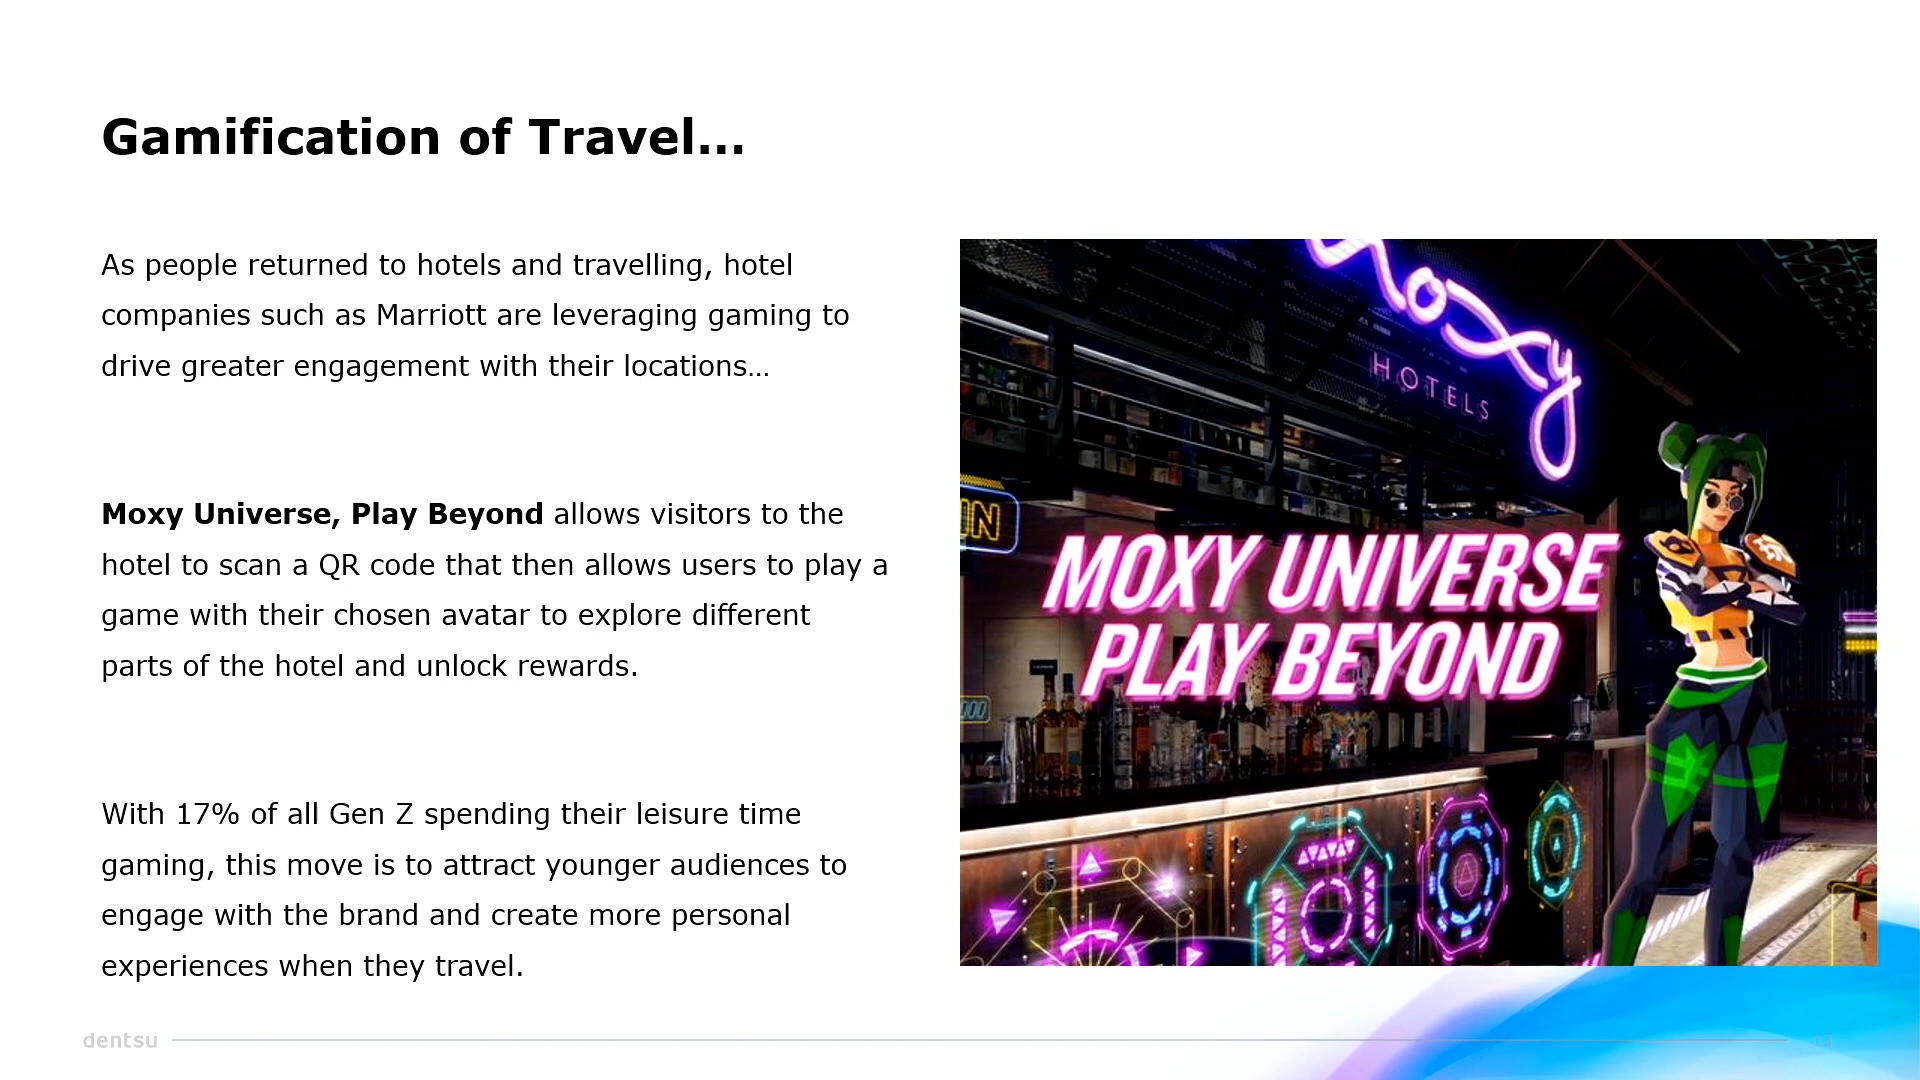 Gamification of Travel...
As people returned to hotels and travelling, hotel
companies such as Marriott are leveraging gaming to
drive greater engagement with their locations...
Moxy Universe, Play Beyond allows visitors to the
hotel to scan a QR code that then allows users to play a
game with their chosen avatar to explore different
parts of the hotel and unlock rewards.
With 17% of all Gen Z spending their leisure time
gaming, this move is to attract younger audiences to
engage with the brand and create more personal
experiences when they travel.
moxy
HOTELS
IN
MOXY UNIVERSE
PLAY BEYOND
dentsu